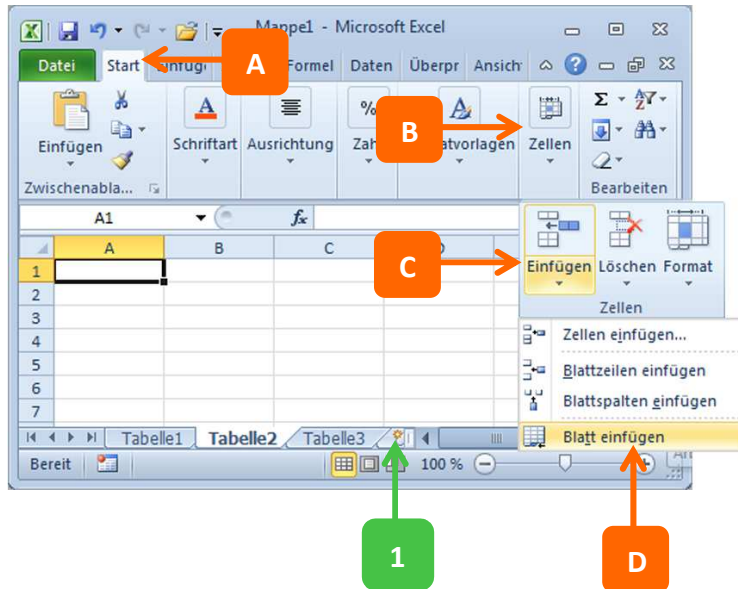 Mappe1 - Microsoft Excel
Datei Start Einfügen A Formel Daten Überpr Ansich
Einfügen Schriftart Ausrichtung Zah B atvorlagen Zellen
Zwischenabla... Bearbeiten
A1 fx
A B C
Einfügen Löschen Format
C
Zellen
1
2
3
4
5
6
7
Zellen einfügen...
Blattzeilen einfügen
Blattspalten einfügen
Blatt einfügen
Tabelle1 Tabelle2 Tabelle3
Bereit 100 %
1 D